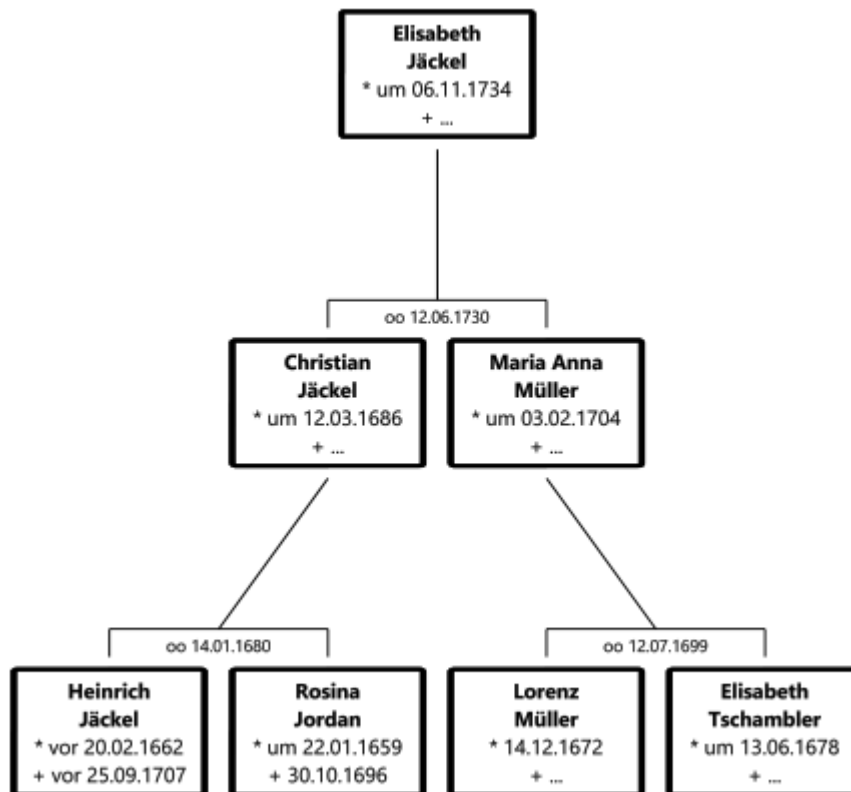 Elisabeth
Jäckel
* um 06.11.1734
+ ...
oo 12.06.1730
Christian
Jäckel
* um 12.03.1686
+ ...
Maria Anna
Müller
* um 03.02.1704
+ ...
oo 14.01.1680
oo 12.07.1699
Heinrich
Jäckel
* vor 20.02.1662
+ vor 25.09.1707
Rosina
Jordan
* um 22.01.1659
+ 30.10.1696
Lorenz
Müller
* 14.12.1672
+ ...
Elisabeth
Tschambler
* um 13.06.1678
+ ...